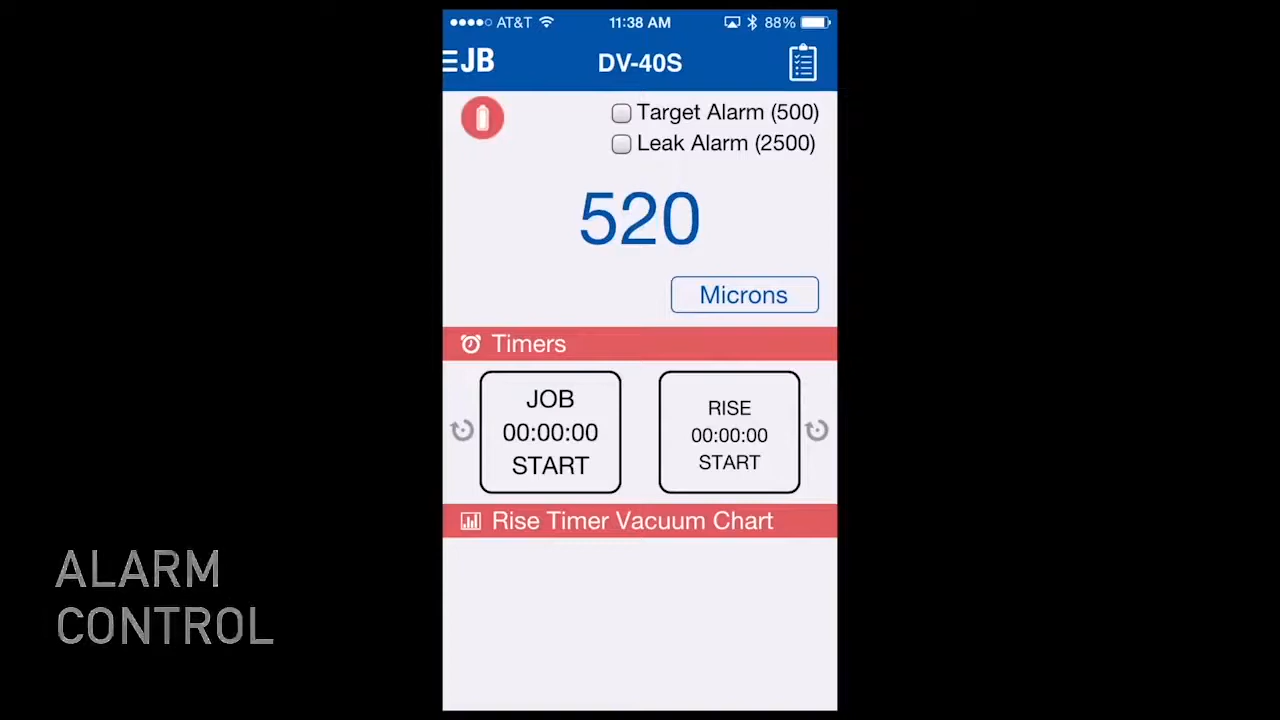 AT&T 11:38 AM 88%
JB DV-40S
Target Alarm (500)
Leak Alarm (2500)
520
Microns
Timers
JOB
00:00:00
START
RISE
00:00:00
START
Rise Timer Vacuum Chart
ALARM
CONTROL